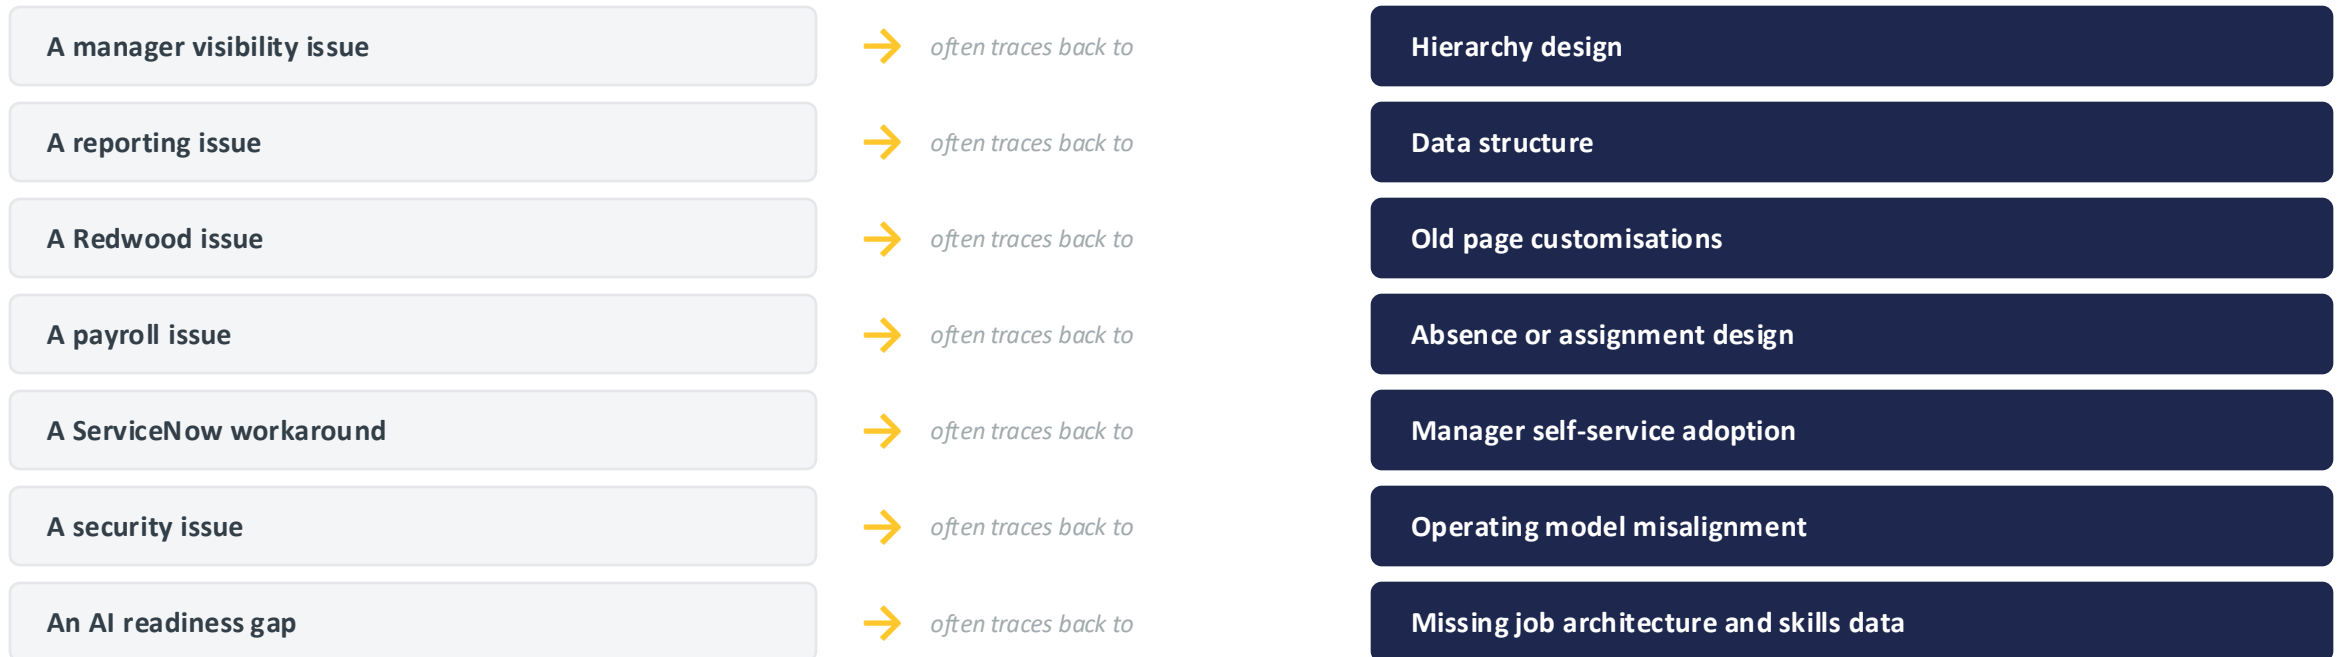 A manager visibility issue often traces back to Hierarchy design
A reporting issue often traces back to Data structure
A Redwood issue often traces back to Old page customisations
A payroll issue often traces back to Absence or assignment design
A ServiceNow workaround often traces back to Manager self-service adoption
A security issue often traces back to Operating model misalignment
An AI readiness gap often traces back to Missing job architecture and skills data